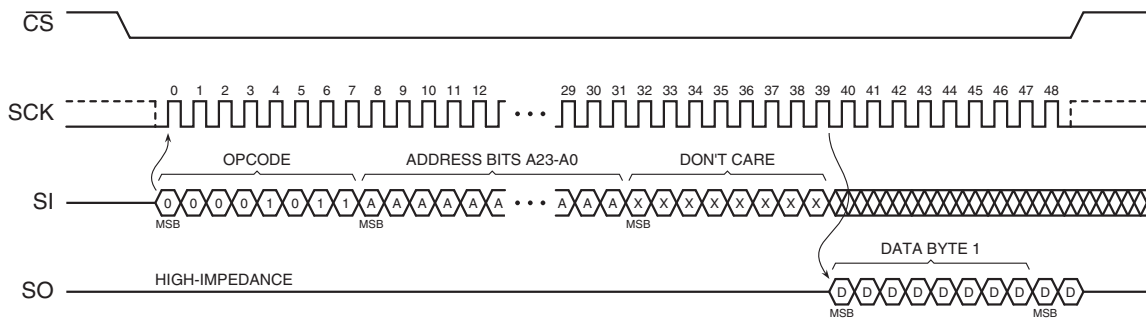 CS
SCK
0 1 2 3 4 5 6 7 8 9 10 11 12 29 30 31 32 33 34 35 36 37 38 39 40 41 42 43 44 45 46 47 48
OPCODE ADDRESS BITS A23-A0 DON'T CARE
SI 0 0 0 0 1 0 1 1 A A A A A A ••• A A A X X X X X X X X
MSB MSB MSB
DATA BYTE 1
SO HIGH-IMPEDANCE D D D D D D D D D D
MSB MSB